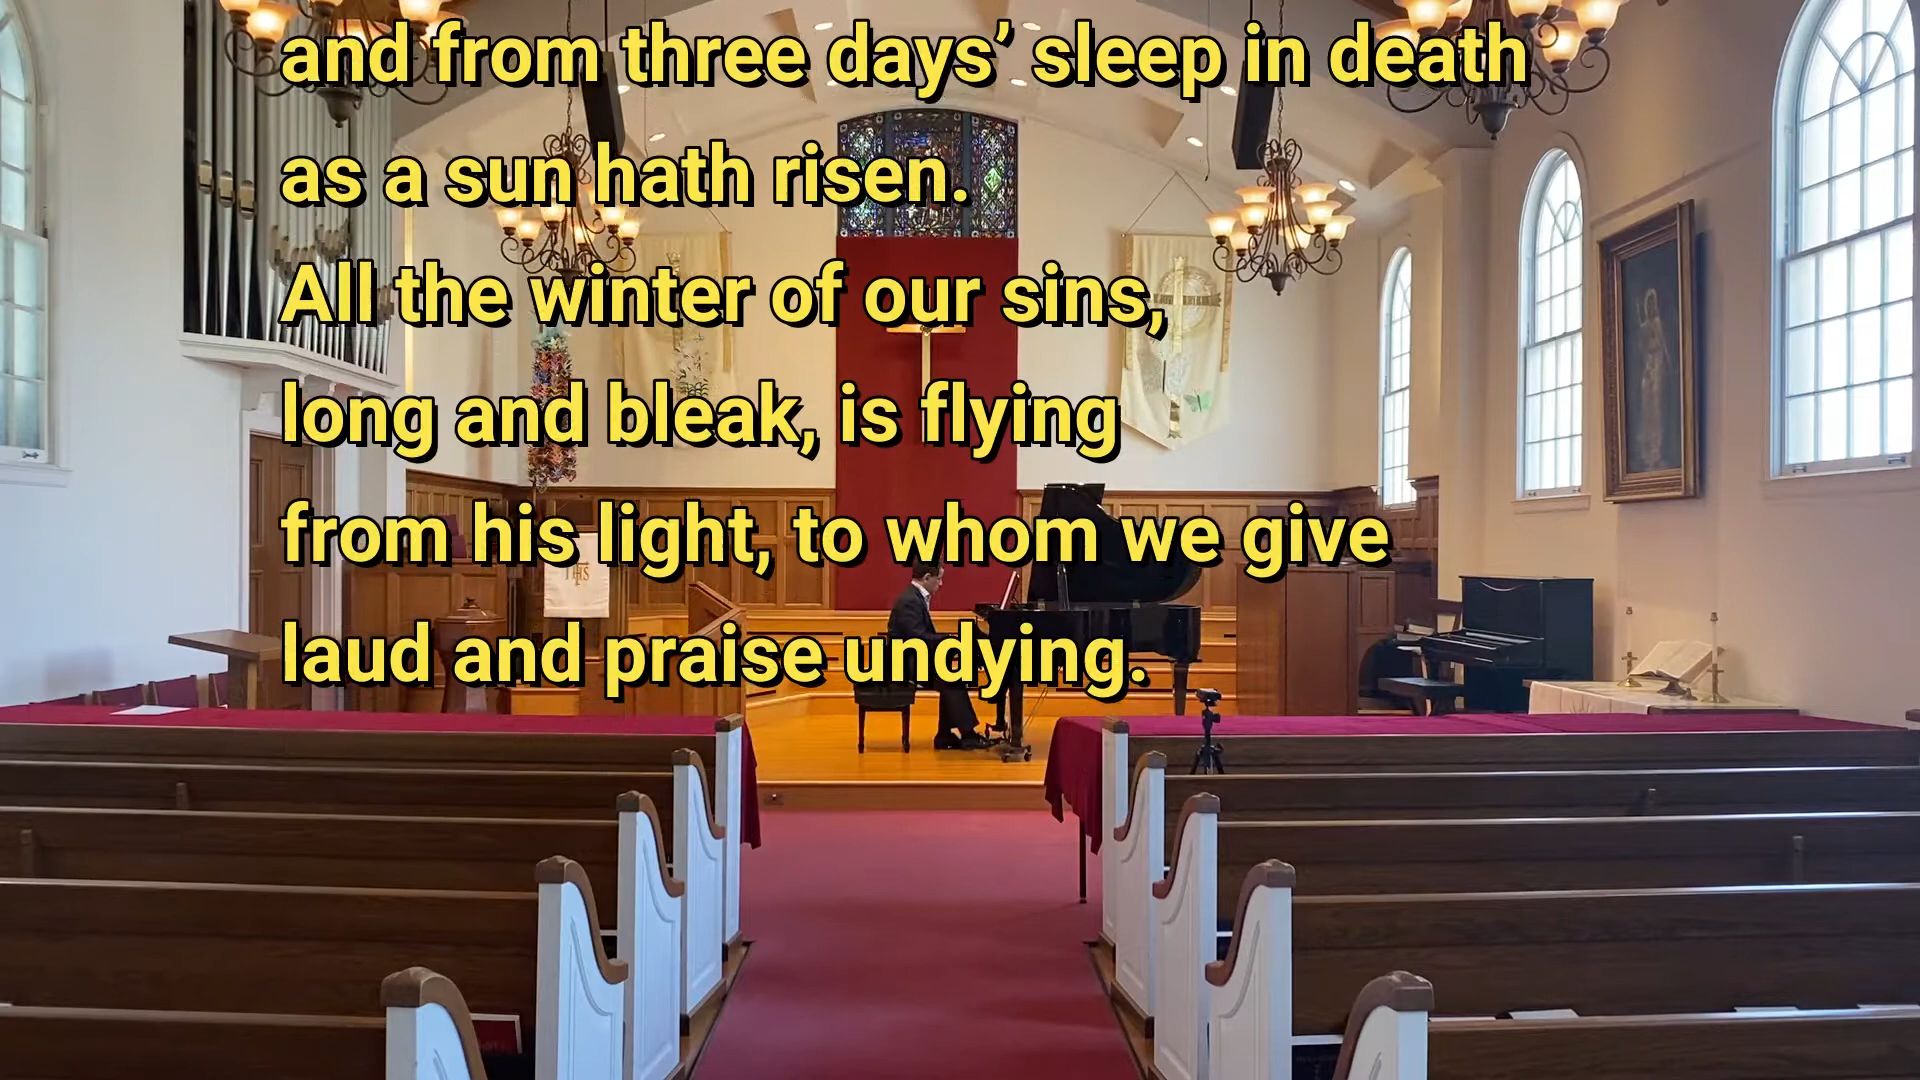 and from three days’ sleep in death
as a sun hath risen.
All the winter of our sins,
long and bleak, is flying
from his light, to whom we give
laud and praise undying.
IHS